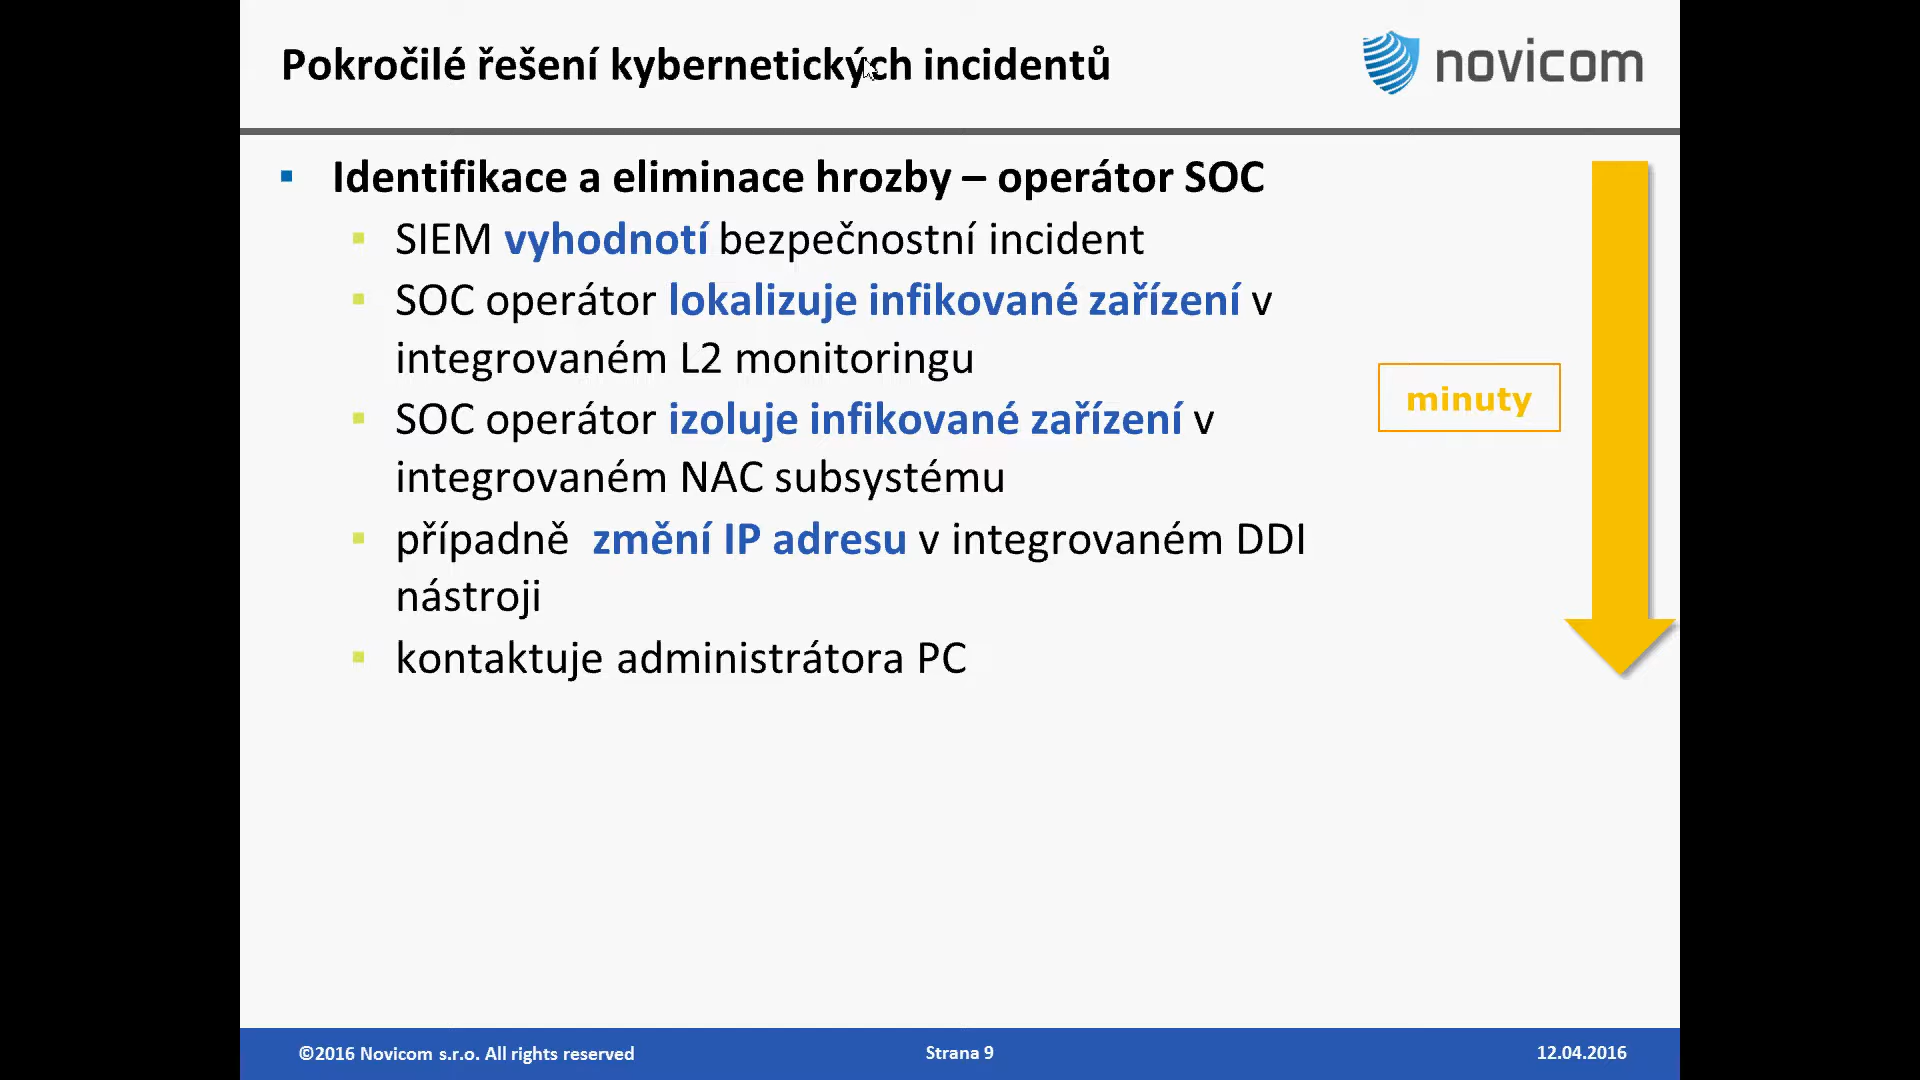 Pokročilé řešení kybernetických incidentů
novicom
Identifikace a eliminace hrozby – operátor SOC
SIEM vyhodnotí bezpečnostní incident
SOC operátor lokalizuje infikované zařízení v
integrovaném L2 monitoringu
SOC operátor izoluje infikované zařízení v
integrovaném NAC subsystému
případně změní IP adresu v integrovaném DDI
nástroji
kontaktuje administrátora PC
minuty
©2016 Novicom s.r.o. All rights reserved
Strana 9
12.04.2016